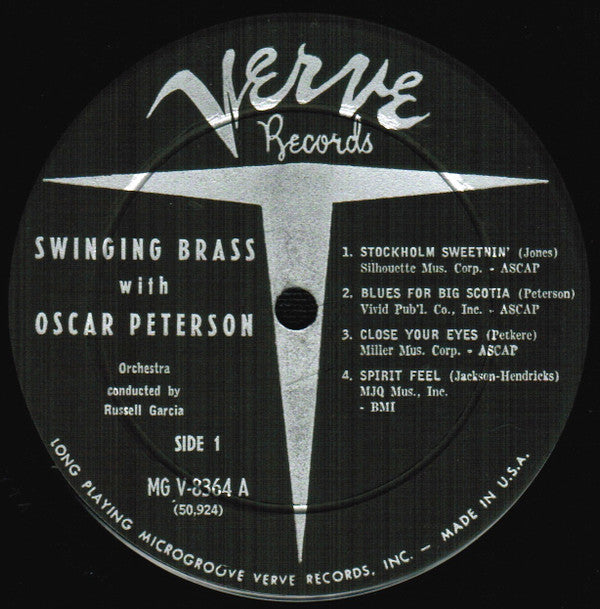 Verve
Records
SWINGING BRASS
with
OSCAR PETERSON
Orchestra
conducted by
Russell Garcia
SIDE 1
MG V-8364 A
(50,924)
1. STOCKHOLM SWEETNIN' (Jones)
Silhouette Mus. Corp. - ASCAP
2. BLUES FOR BIG SCOTIA (Peterson)
Vivid Pub'l. Co., Inc. - ASCAP
3. CLOSE YOUR EYES (Petkere)
Miller Mus. Corp. - ASCAP
4. SPIRIT FEEL (Jackson-Hendricks)
MJQ Mus., Inc.
- BMI
LONG PLAYING MICROGROOVE VERVE RECORDS, INC. — MADE IN U.S.A.